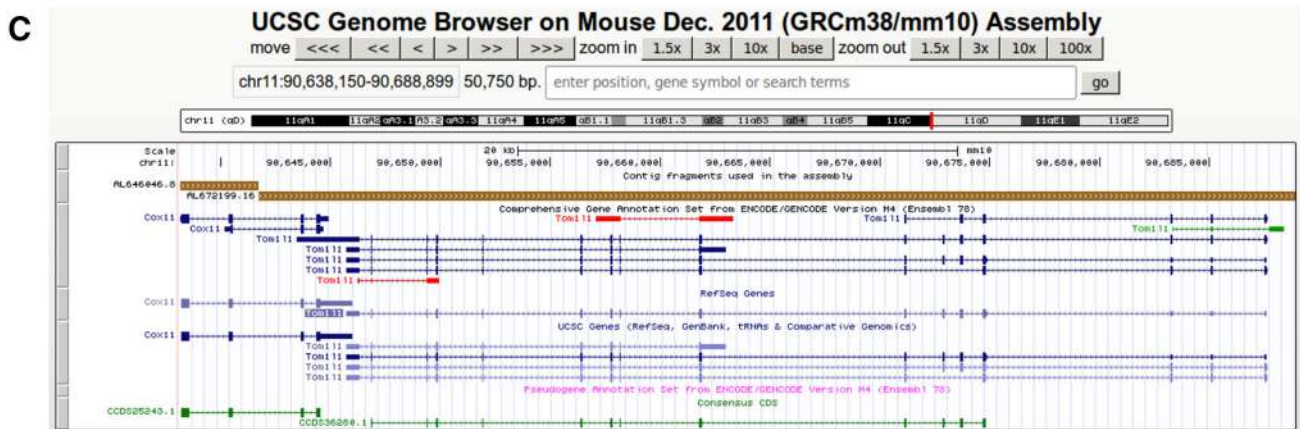 C
UCSC Genome Browser on Mouse Dec. 2011 (GRCm38/mm10) Assembly
move <<< << < > >> >>> zoom in 1.5x 3x 10x base zoom out 1.5x 3x 10x 100x
chr11:90,638,150-90,688,899 50,750 bp. enter position, gene symbol or search terms go
chr11 (qD) 11qA1 11qA2 qA3.1 A3.2 qA3.3 11qA4 11qA5 qB1.1 11qB1.3 qB2 11qB3 qB4 11qB5 11qC 11qD 11qE1 11qE2
Scale 20 kb mm10
chr11: 90,645,000 90,650,000 90,655,000 90,660,000 90,665,000 90,670,000 90,675,000 90,680,000 90,685,000
Contig fragments used in the assembly
AL646046.8
AL672199.16
Comprehensive Gene Annotation Set from ENCODE/GENCODE Version M4 (Ensembl 78)
Cox11 Tom1l1 Tom1l1
Cox11 Tom1l1
Tom1l1
Tom1l1
Tom1l1
Tom1l1
Tom1l1
RefSeq Genes
Cox11
Tom1l1
UCSC Genes (RefSeq, GenBank, tRNAs & Comparative Genomics)
Cox11
Tom1l1
Tom1l1
Tom1l1
Tom1l1
Pseudogene Annotation Set from ENCODE/GENCODE Version M4 (Ensembl 78)
Consensus CDS
CCDS25243.1
CCDS36280.1